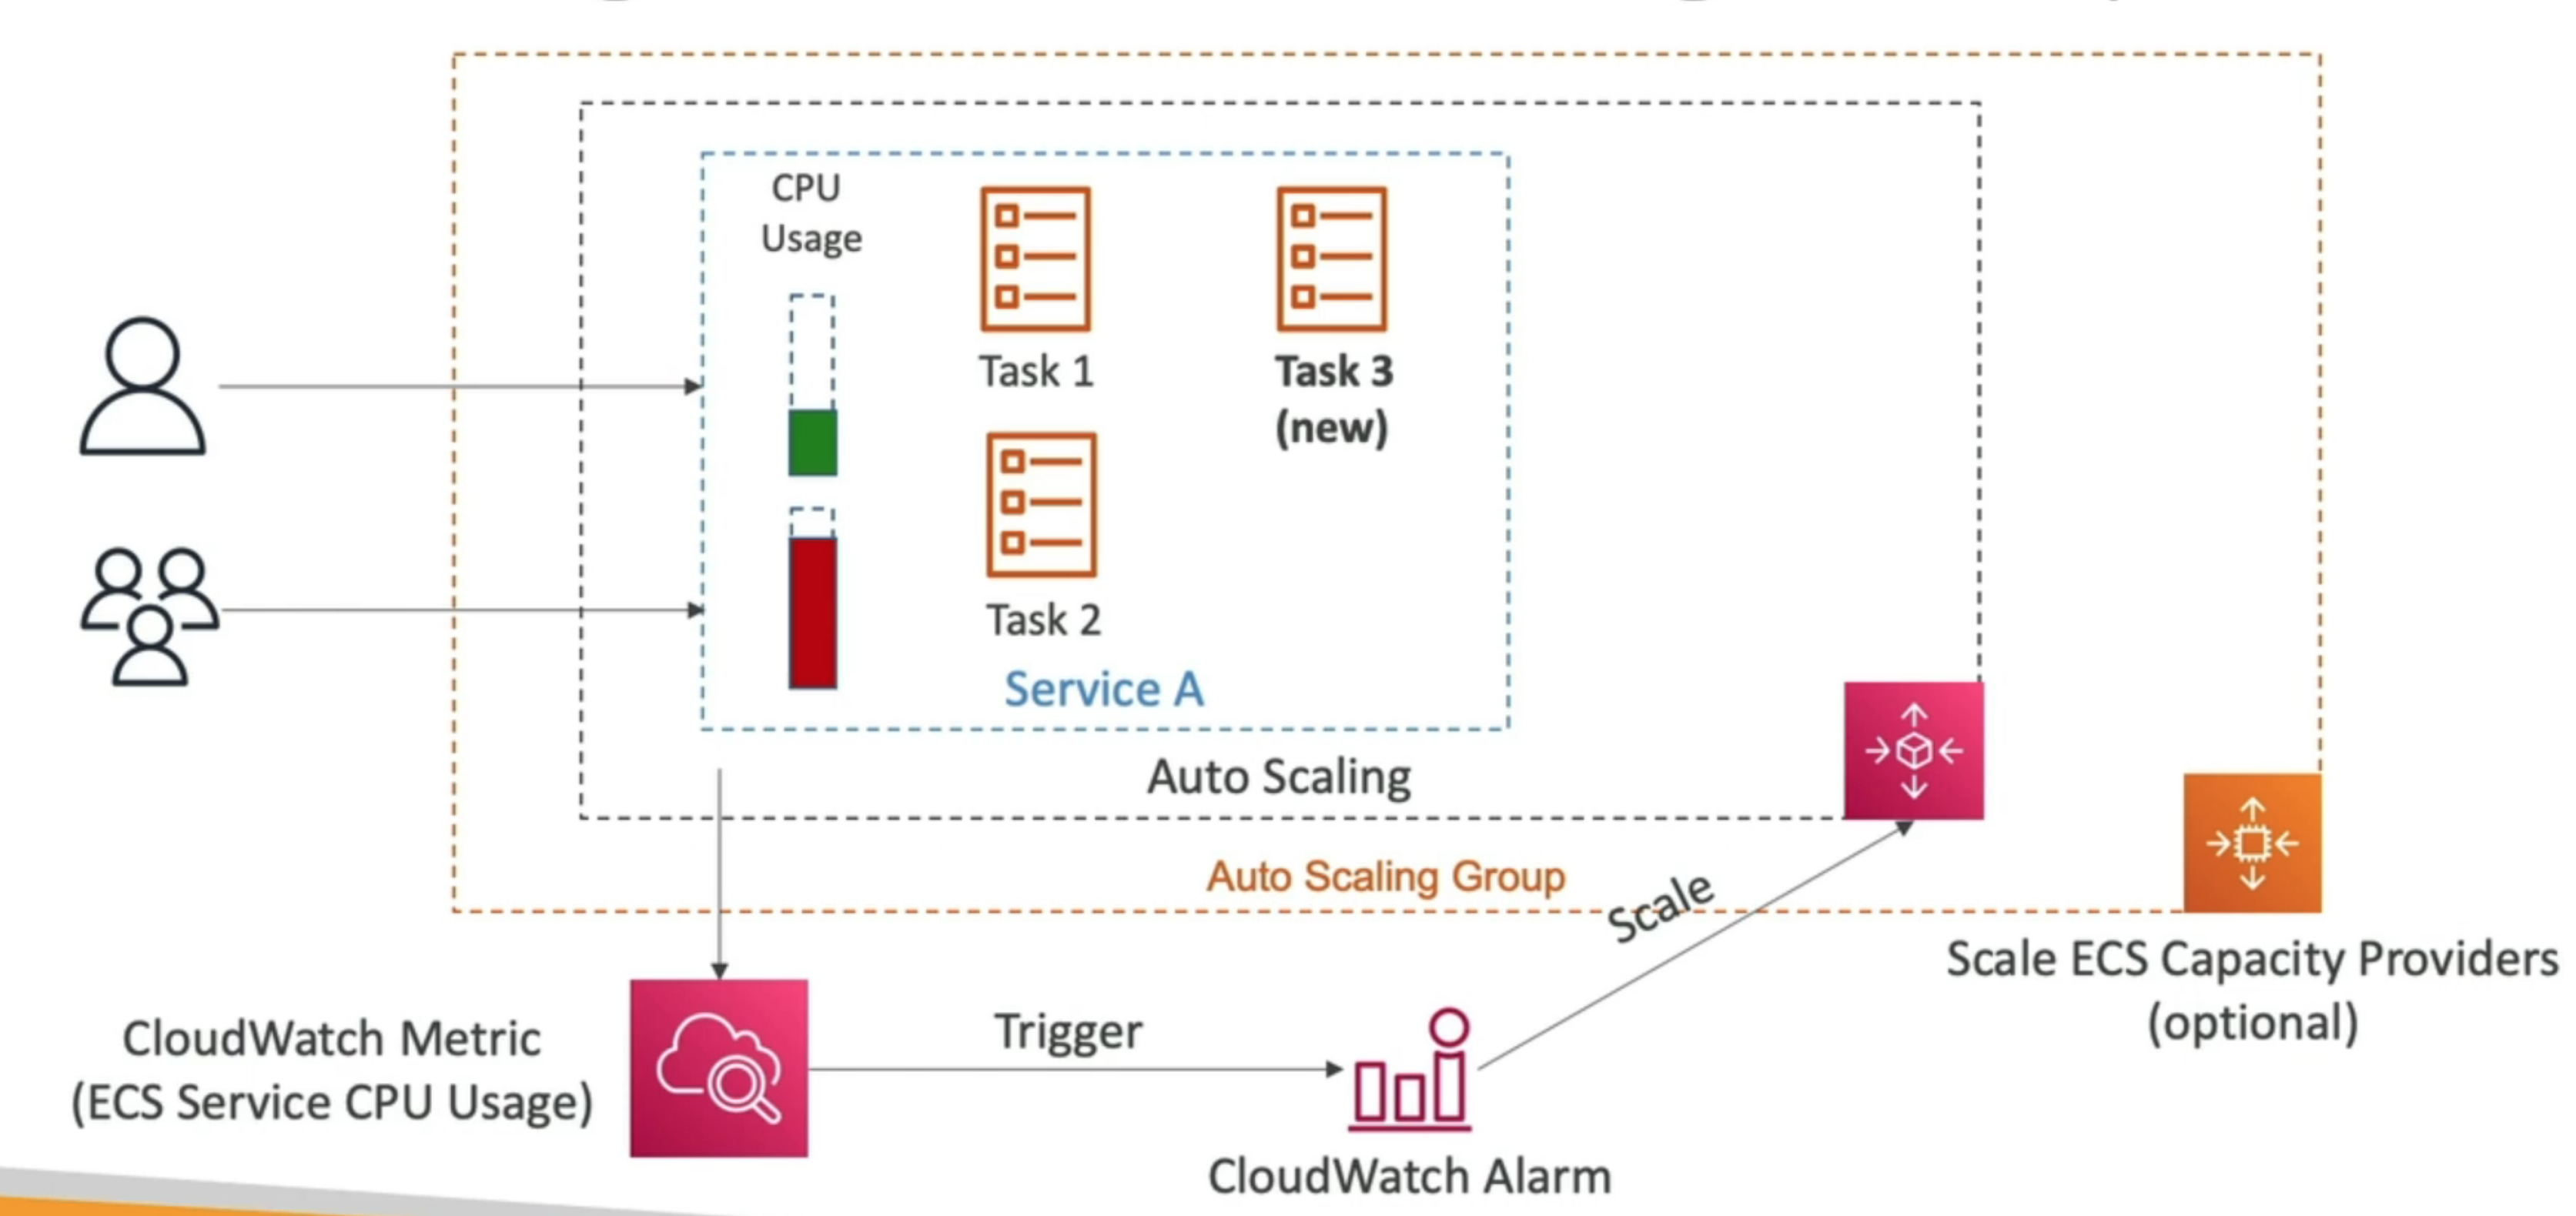 CPU
Usage
Task 1
Task 3
(new)
Task 2
Service A
Auto Scaling
Auto Scaling Group
Scale
Scale ECS Capacity Providers
(optional)
CloudWatch Metric
(ECS Service CPU Usage)
Trigger
CloudWatch Alarm